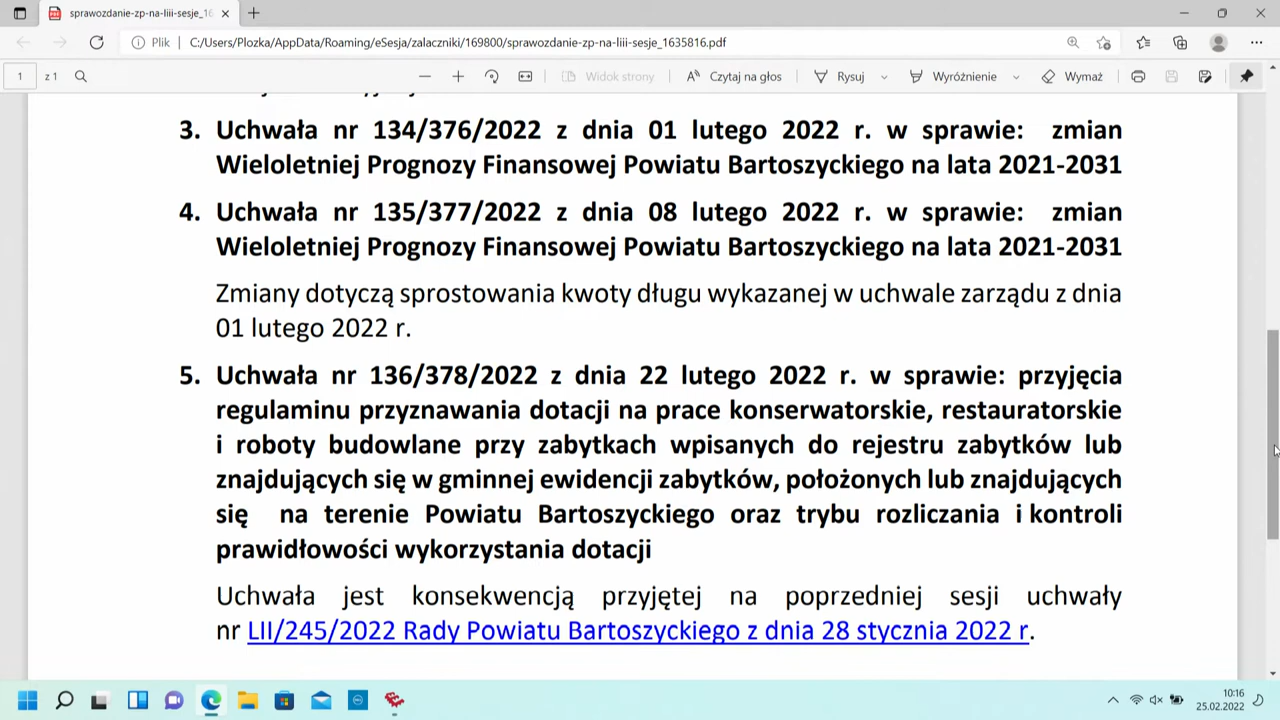 sprawozdanie-zp-na-liii-sesje_16
Plik
C:/Users/Plozka/AppData/Roaming/eSesja/zalaczniki/169800/sprawozdanie-zp-na-liii-sesje_1635816.pdf
1 z 1
Widok strony
Czytaj na głos
Rysuj
Wyróżnienie
Wymaż
3. Uchwała nr 134/376/2022 z dnia 01 lutego 2022 r. w sprawie: zmian
Wieloletniej Prognozy Finansowej Powiatu Bartoszyckiego na lata 2021-2031
4. Uchwała nr 135/377/2022 z dnia 08 lutego 2022 r. w sprawie: zmian
Wieloletniej Prognozy Finansowej Powiatu Bartoszyckiego na lata 2021-2031
Zmiany dotyczą sprostowania kwoty długu wykazanej w uchwale zarządu z dnia
01 lutego 2022 r.
5. Uchwała nr 136/378/2022 z dnia 22 lutego 2022 r. w sprawie: przyjęcia
regulaminu przyznawania dotacji na prace konserwatorskie, restauratorskie
i roboty budowlane przy zabytkach wpisanych do rejestru zabytków lub
znajdujących się w gminnej ewidencji zabytków, położonych lub znajdujących
się na terenie Powiatu Bartoszyckiego oraz trybu rozliczania i kontroli
prawidłowości wykorzystania dotacji
Uchwała jest konsekwencją przyjętej na poprzedniej sesji uchwały
nr LII/245/2022 Rady Powiatu Bartoszyckiego z dnia 28 stycznia 2022 r.
10:16
25.02.2022